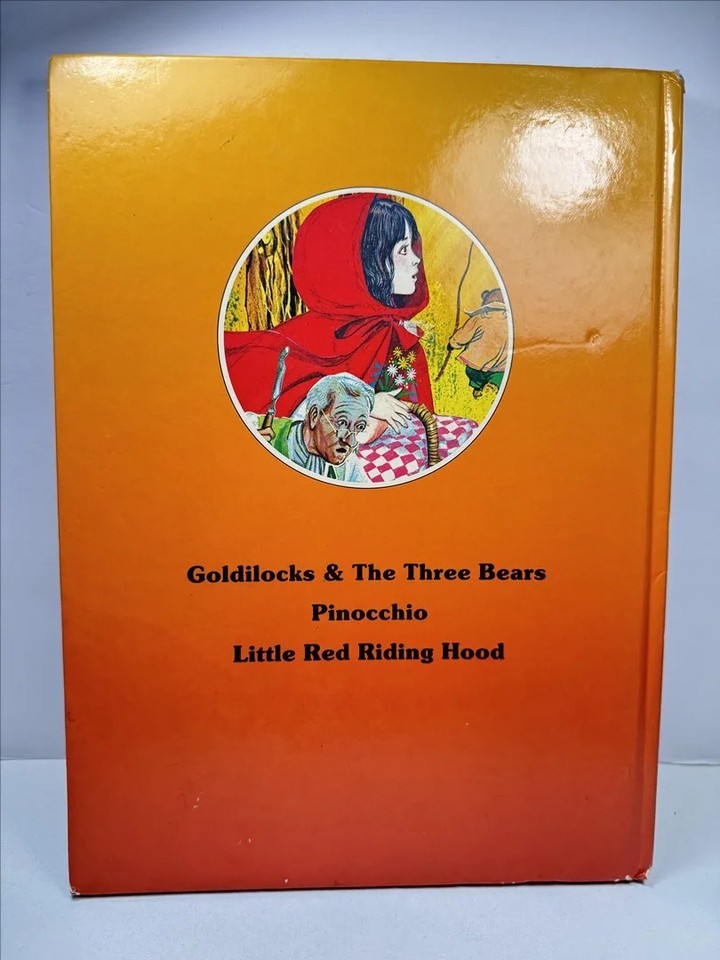 Goldilocks & The Three Bears
Pinocchio
Little Red Riding Hood